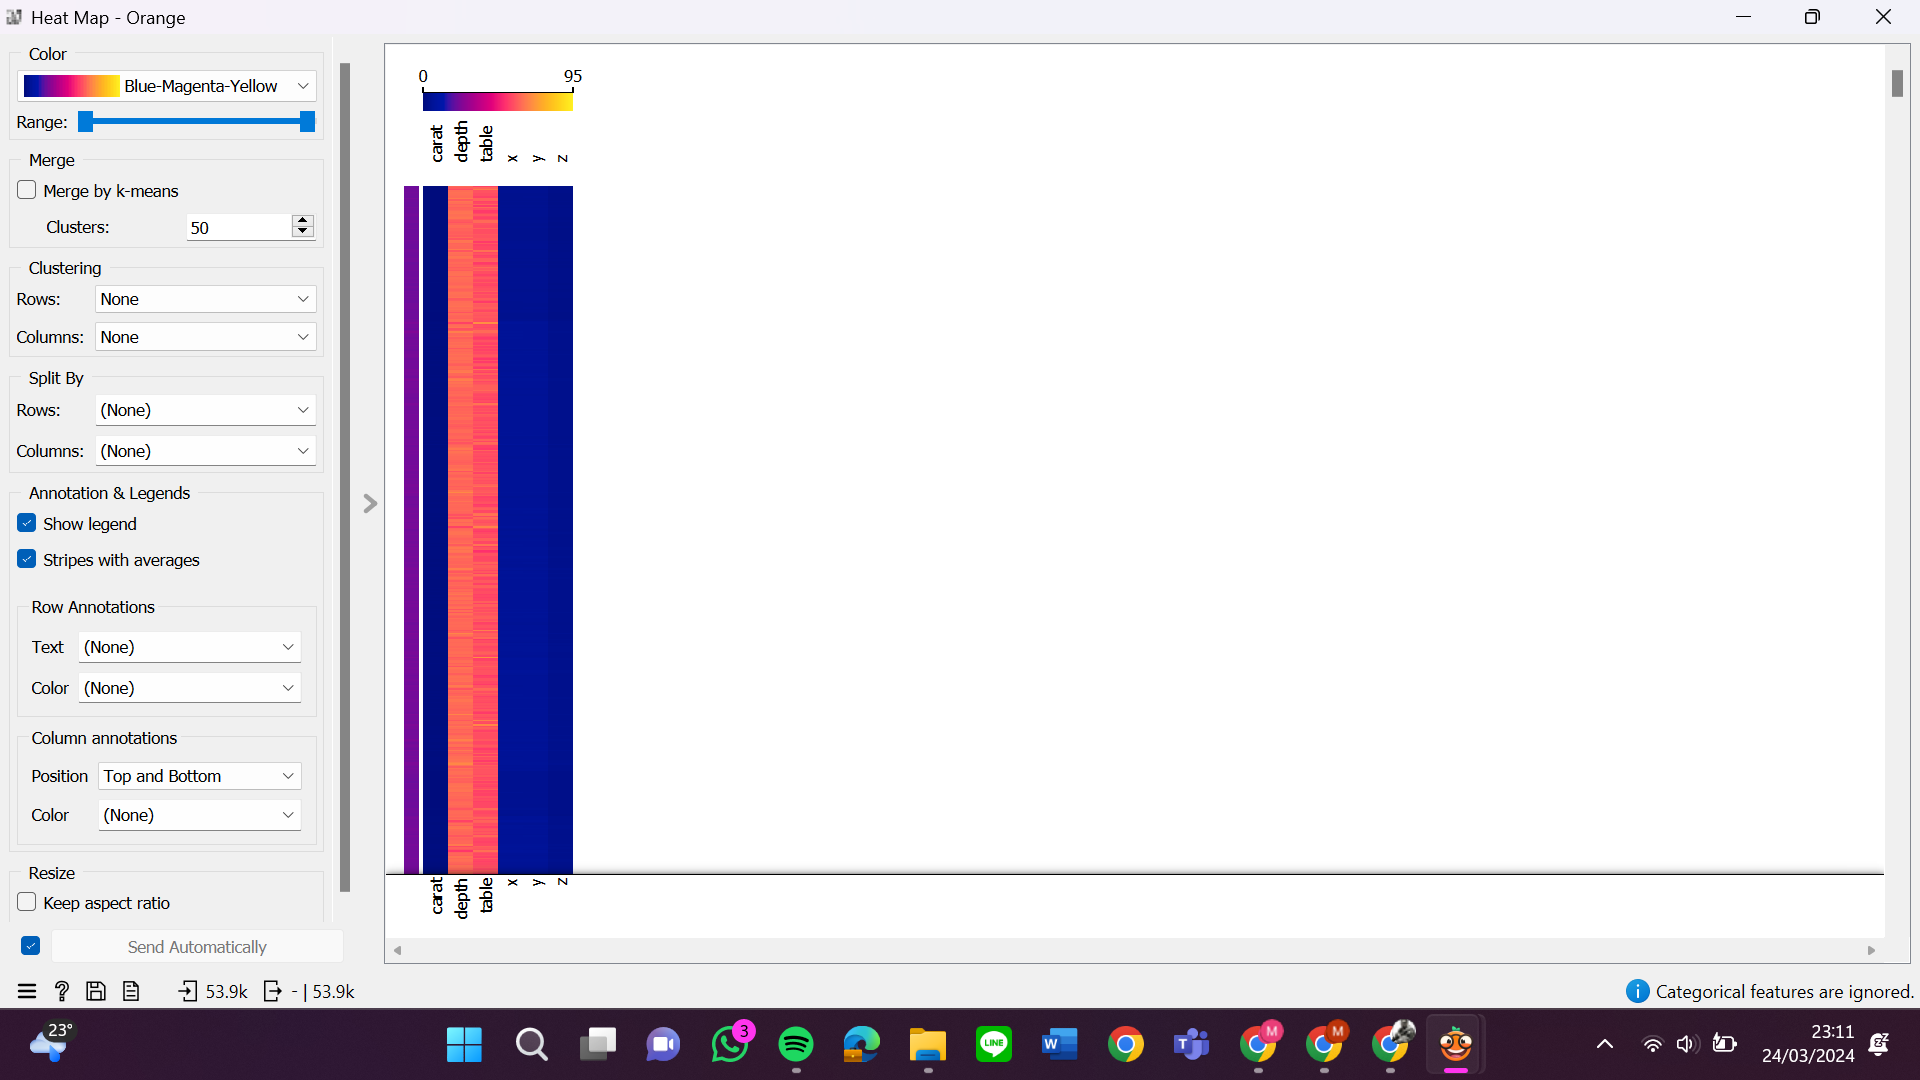 Heat Map - Orange
Color
Blue-Magenta-Yellow
Range:
Merge
Merge by k-means
Clusters: 50
Clustering
Rows: None
Columns: None
Split By
Rows: (None)
Columns: (None)
Annotation & Legends
Show legend
Stripes with averages
Row Annotations
Text (None)
Color (None)
Column annotations
Position Top and Bottom
Color (None)
Resize
Keep aspect ratio
Send Automatically
0 95
carat depth table x y z
carat depth table x y z
53.9k - | 53.9k
Categorical features are ignored.
23°
3
LINE
W
T
M
M
23:11
24/03/2024